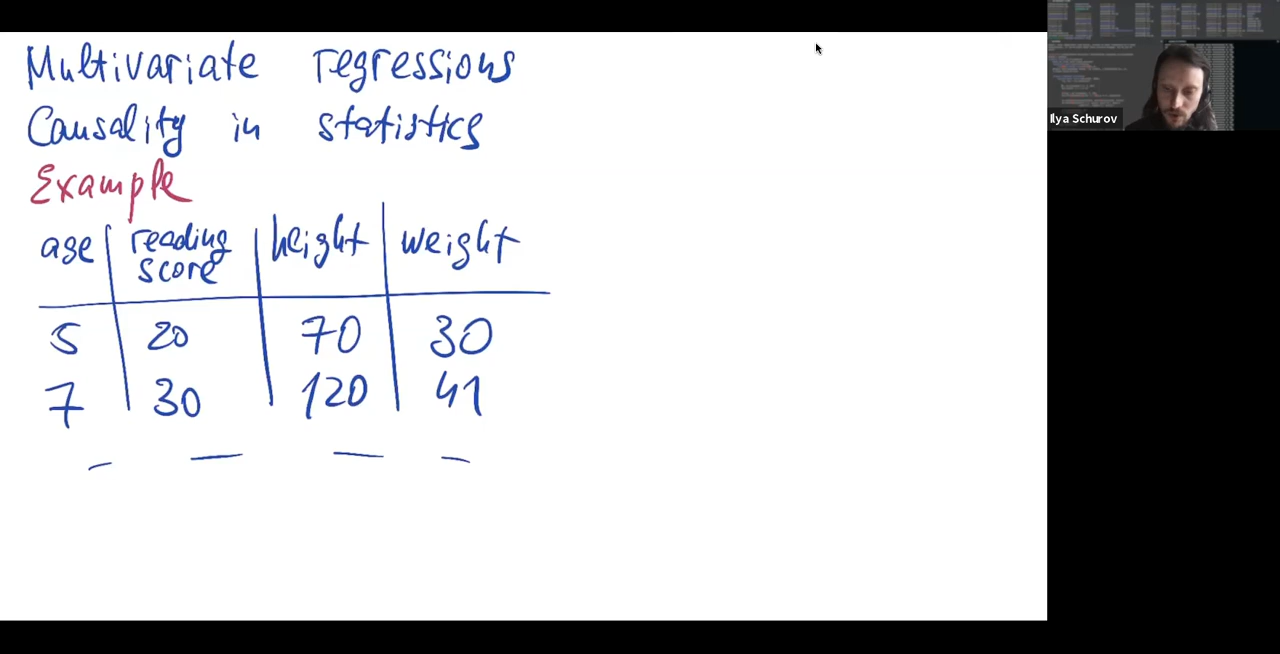 Multivariate regressions
Causality in statistics
Example
age reading score height weight
5 20 70 30
7 30 120 41
Ilya Schurov